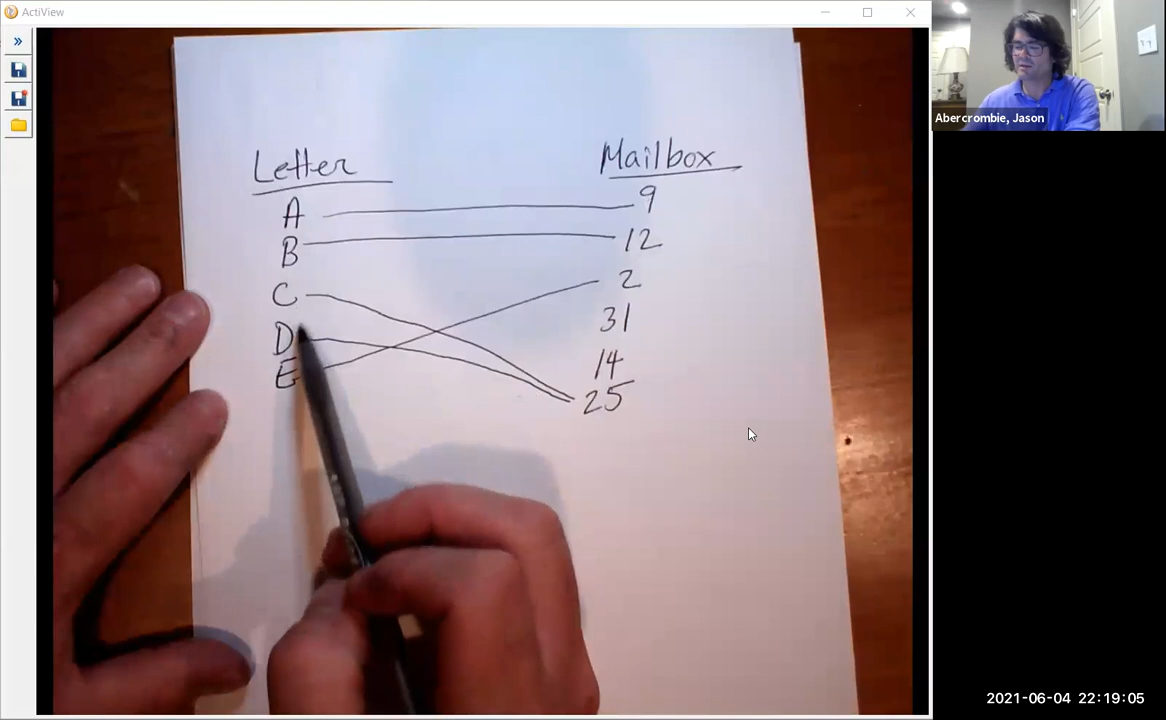 ActiView
Abercrombie, Jason
Letter Mailbox
A 9
B 12
C 2
D 31
E 14
25
2021-06-04 22:19:05